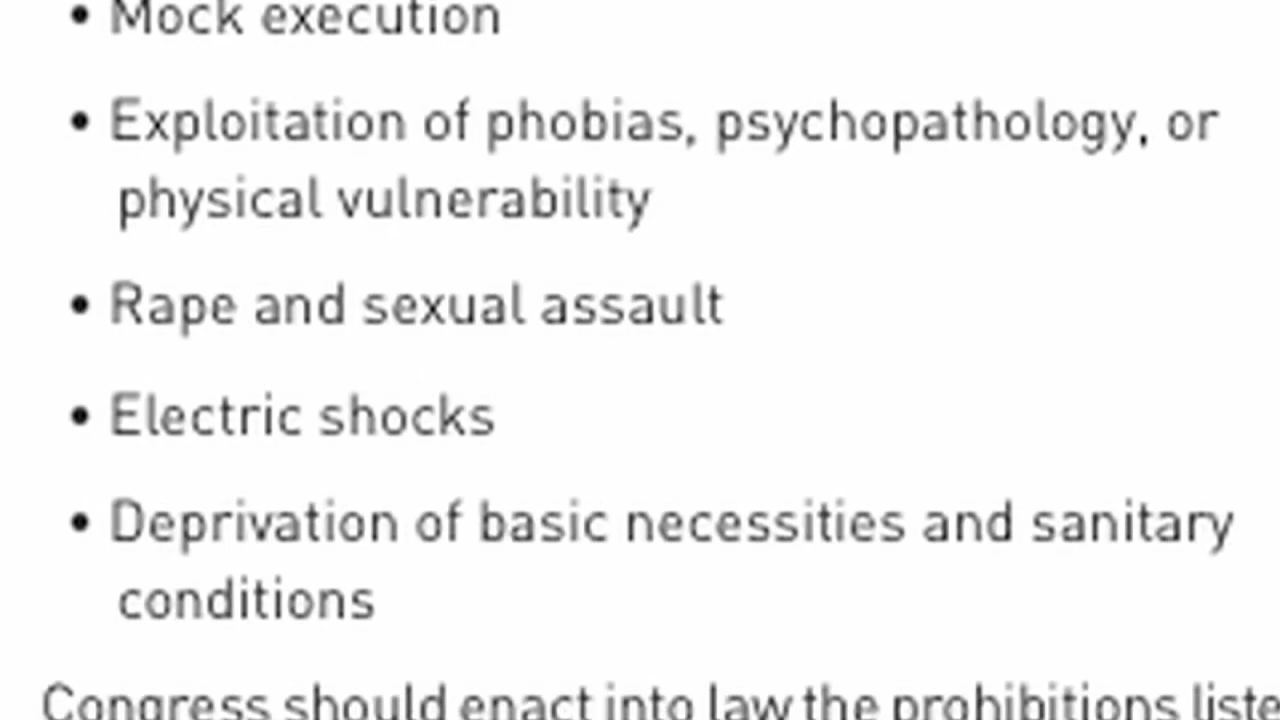 • Mock execution
• Exploitation of phobias, psychopathology, or
physical vulnerability
• Rape and sexual assault
• Electric shocks
• Deprivation of basic necessities and sanitary
conditions
Congress should enact into law the prohibitions